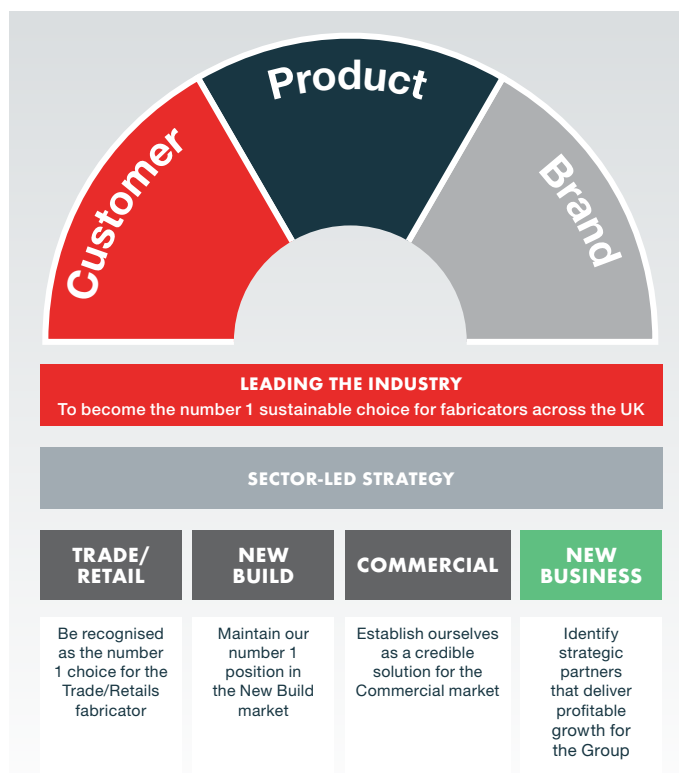 Customer
Product
Brand
LEADING THE INDUSTRY
To become the number 1 sustainable choice for fabricators across the UK
SECTOR-LED STRATEGY
TRADE/
RETAIL
Be recognised
as the number
1 choice for the
Trade/Retails
fabricator
NEW
BUILD
Maintain our
number 1
position in
the New Build
market
COMMERCIAL
Establish ourselves
as a credible
solution for the
Commercial market
NEW
BUSINESS
Identify
strategic
partners
that deliver
profitable
growth for
the Group